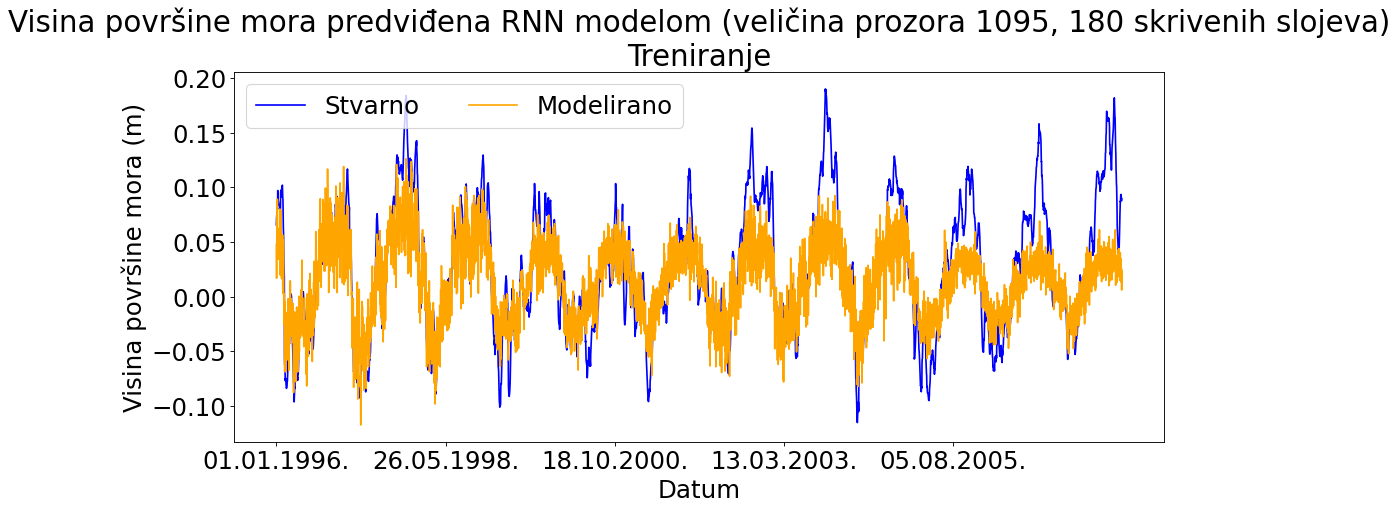 Visina površine mora predviđena RNN modelom (veličina prozora 1095, 180 skrivenih slojeva)
Treniranje
Stvarno Modelirano
Visina površine mora (m)
0.20
0.15
0.10
0.05
0.00
−0.05
−0.10
01.01.1996. 26.05.1998. 18.10.2000. 13.03.2003. 05.08.2005.
Datum